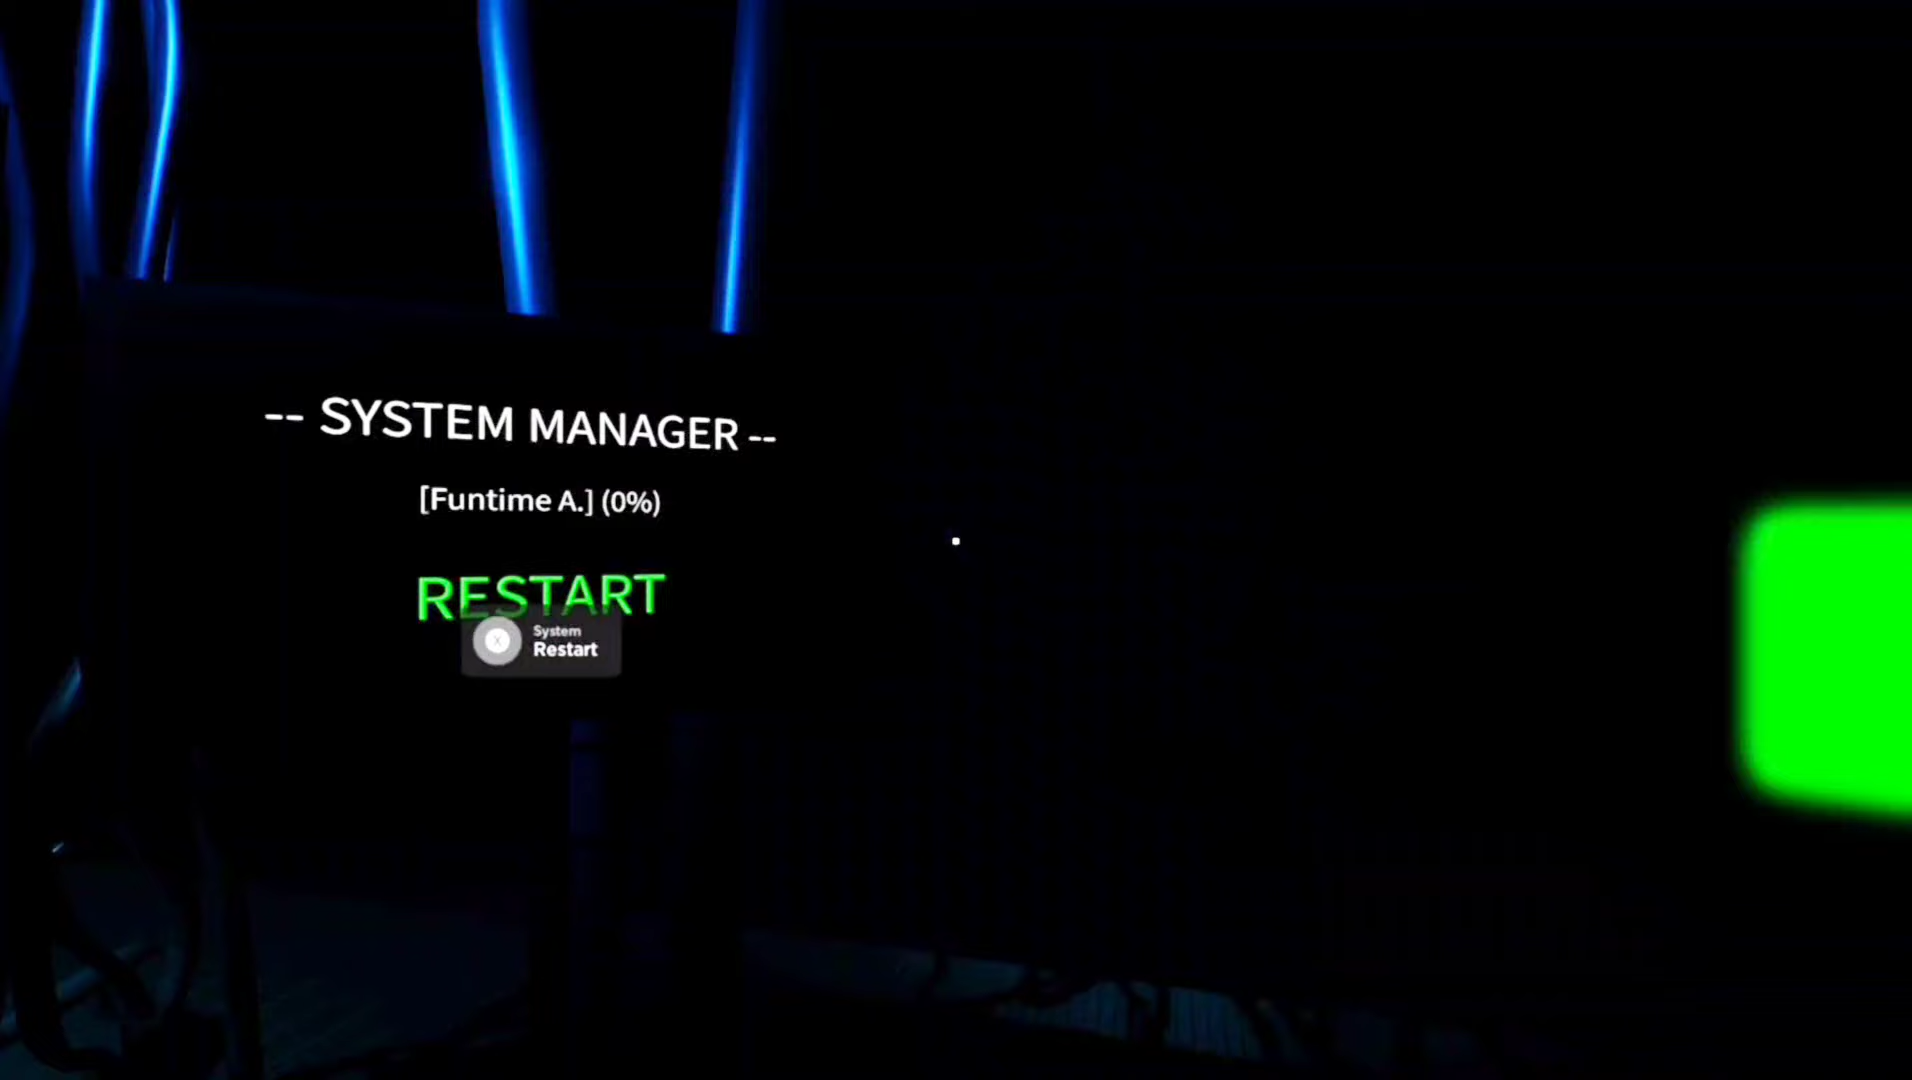 -- SYSTEM MANAGER --
[Funtime A.] (0%)
RESTART
X
System
Restart